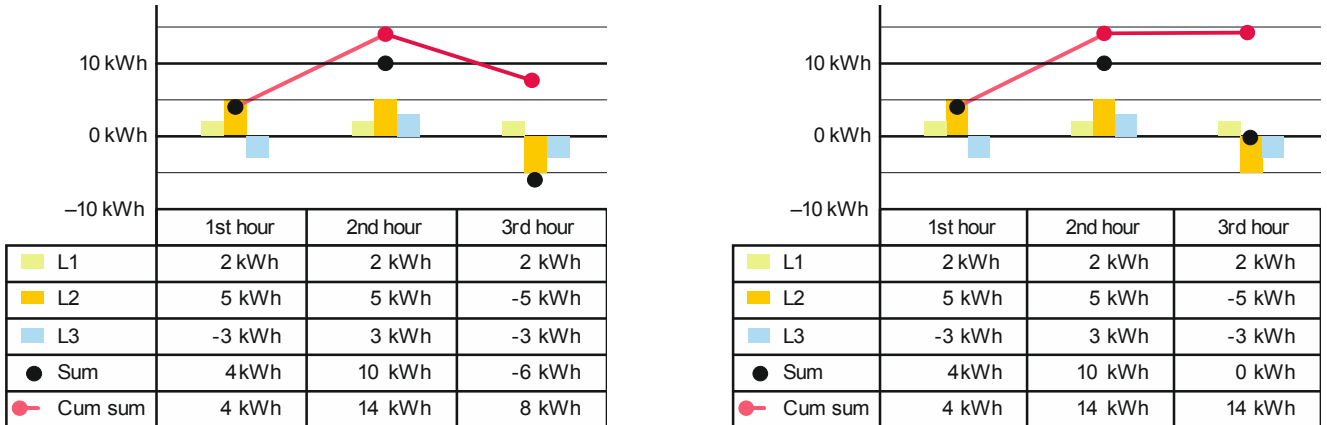 10 kWh
0 kWh
–10 kWh
1st hour 2nd hour 3rd hour
L1 2 kWh 2 kWh 2 kWh
L2 5 kWh 5 kWh -5 kWh
L3 -3 kWh 3 kWh -3 kWh
Sum 4kWh 10 kWh -6 kWh
Cum sum 4 kWh 14 kWh 8 kWh
10 kWh
0 kWh
–10 kWh
1st hour 2nd hour 3rd hour
L1 2 kWh 2 kWh 2 kWh
L2 5 kWh 5 kWh -5 kWh
L3 -3 kWh 3 kWh -3 kWh
Sum 4kWh 10 kWh 0 kWh
Cum sum 4 kWh 14 kWh 14 kWh